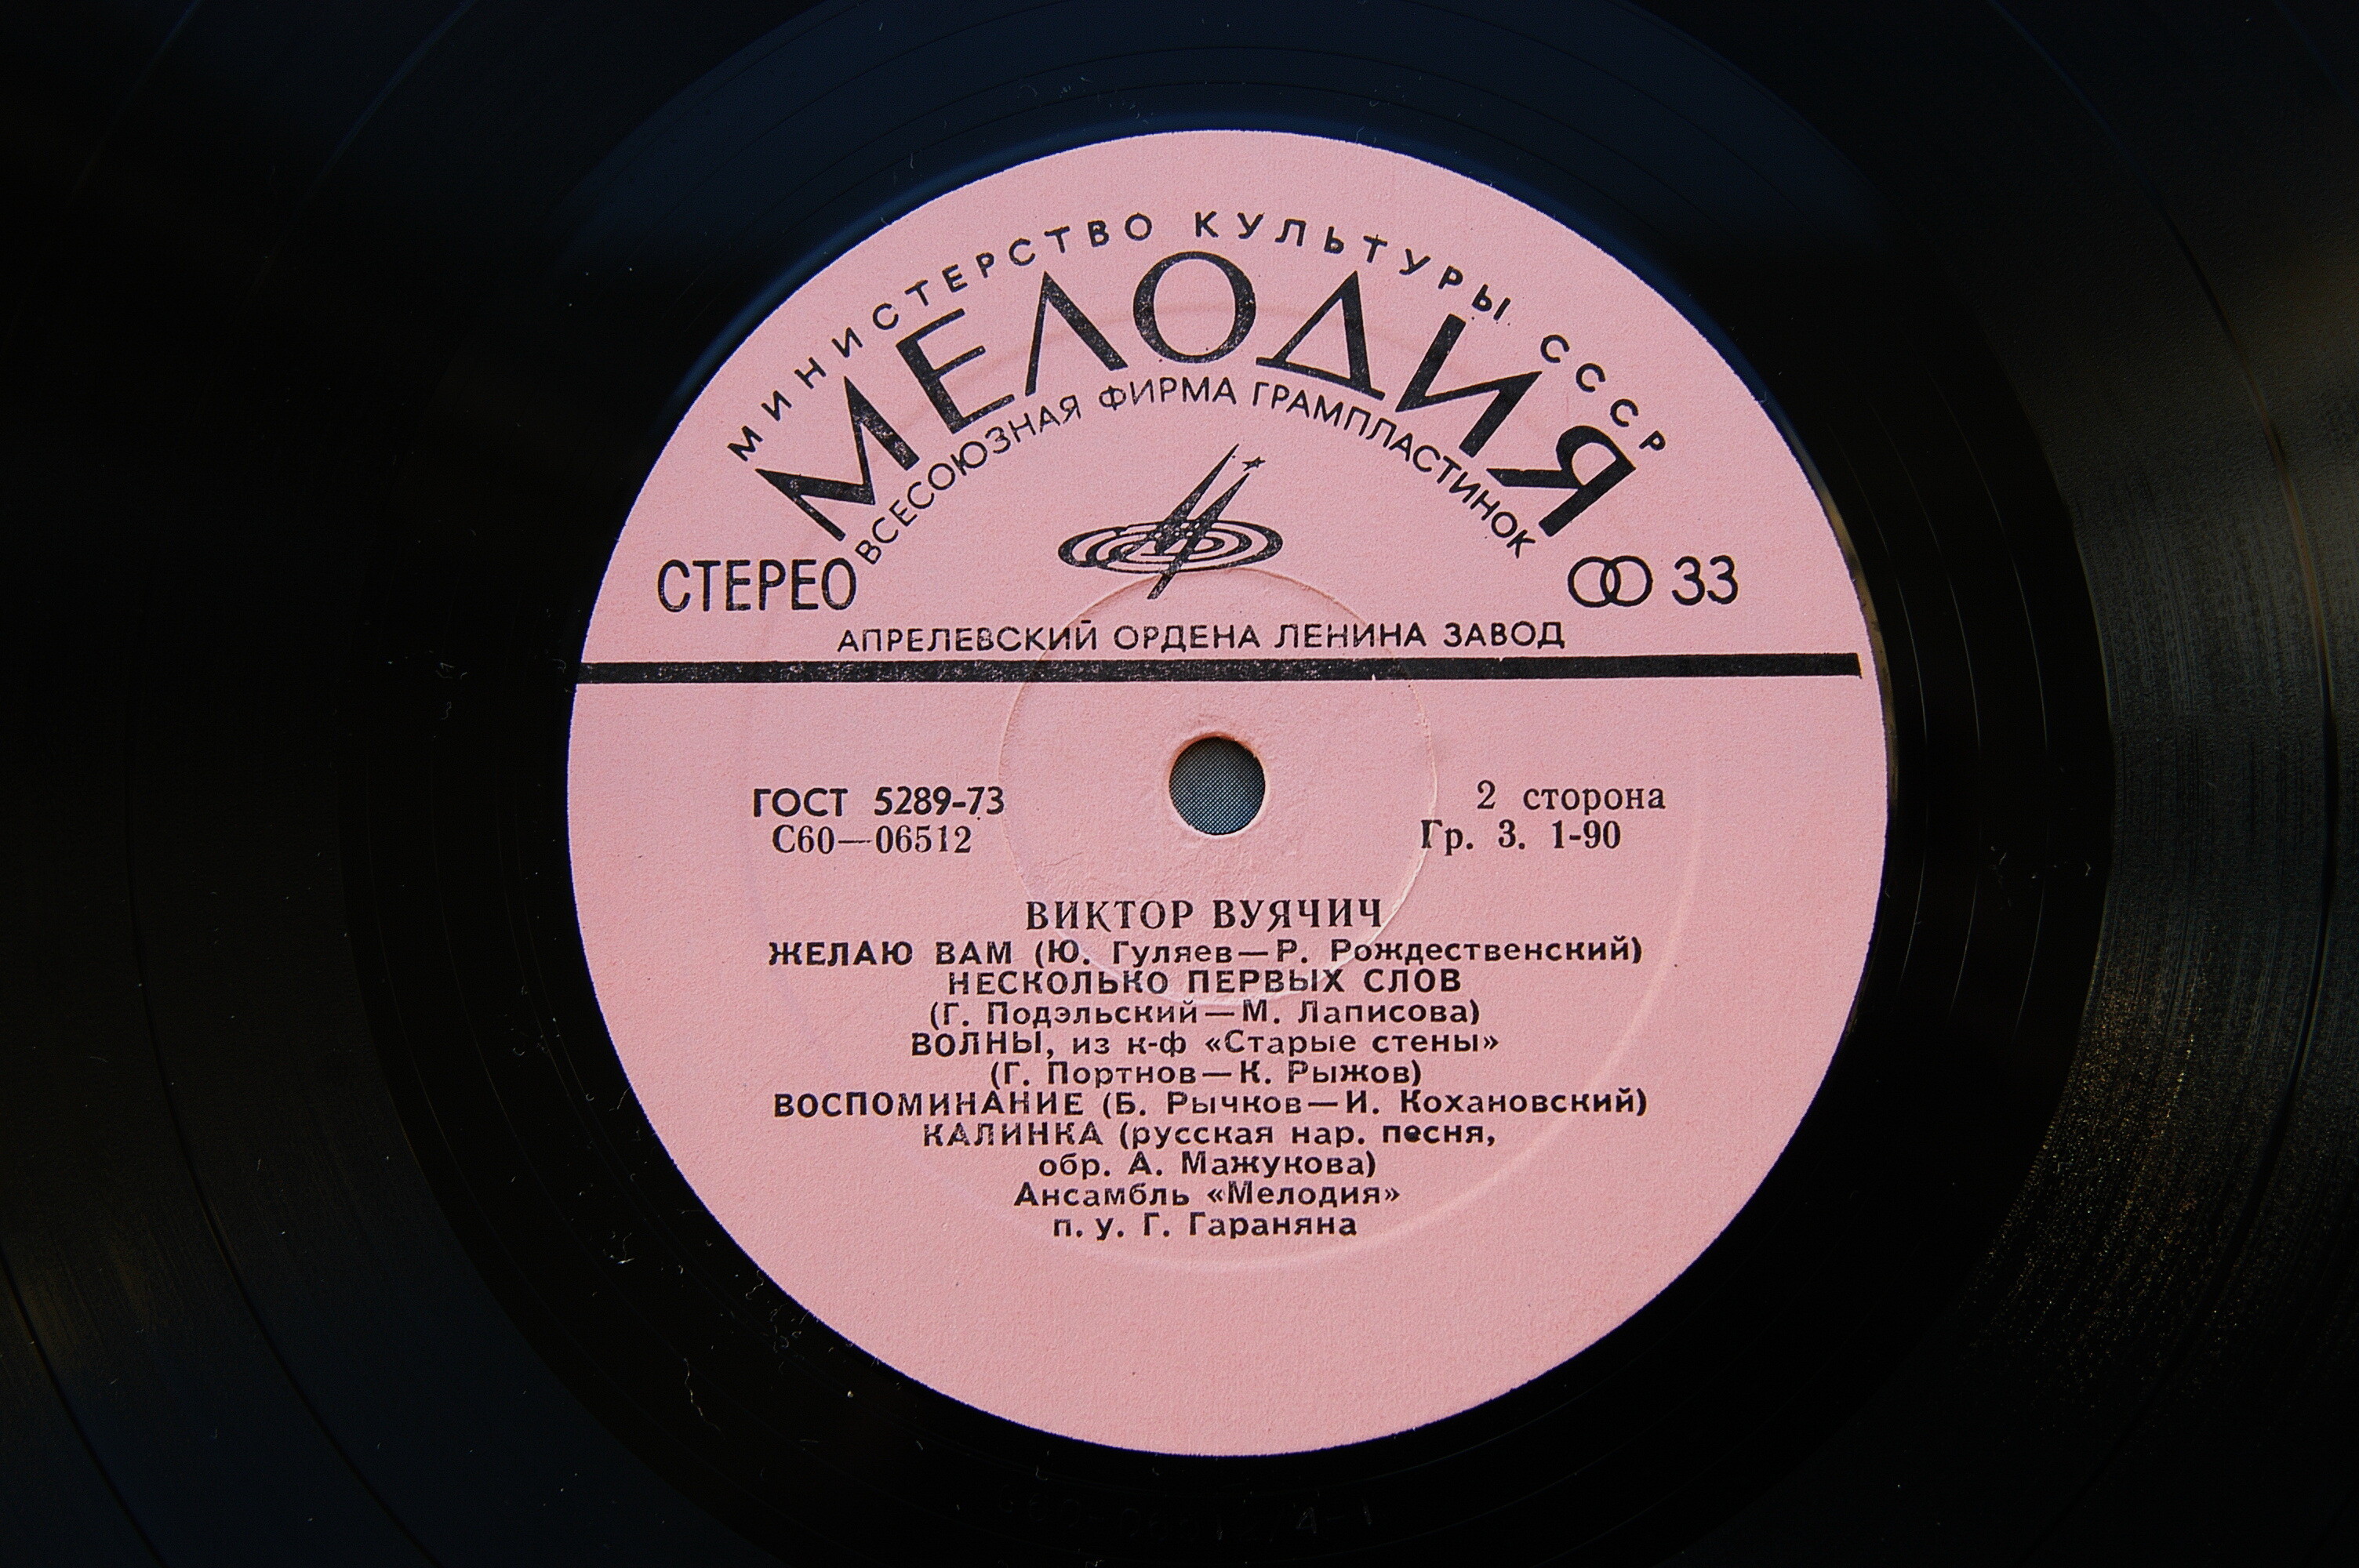 МИНИСТЕРСТВО КУЛЬТУРЫ СССР
МЕЛОДИЯ
ВСЕСОЮЗНАЯ ФИРМА ГРАМПЛАСТИНОК
СТЕРЕО 33
АПРЕЛЕВСКИЙ ОРДЕНА ЛЕНИНА ЗАВОД
ГОСТ 5289-73 2 сторона
С60—06512 Гр. 3. 1-90
ВИКТОР ВУЯЧИЧ
ЖЕЛАЮ ВАМ (Ю. Гуляев—Р. Рождественский)
НЕСКОЛЬКО ПЕРВЫХ СЛОВ
(Г. Подэльский—М. Лаписова)
ВОЛНЫ, из к-ф «Старые стены»
(Г. Портнов—К. Рыжов)
ВОСПОМИНАНИЕ (Б. Рычков—И. Кохановский)
КАЛИНКА (русская нар. песня,
обр. А. Мажукова)
Ансамбль «Мелодия»
п. у. Г. Гараняна